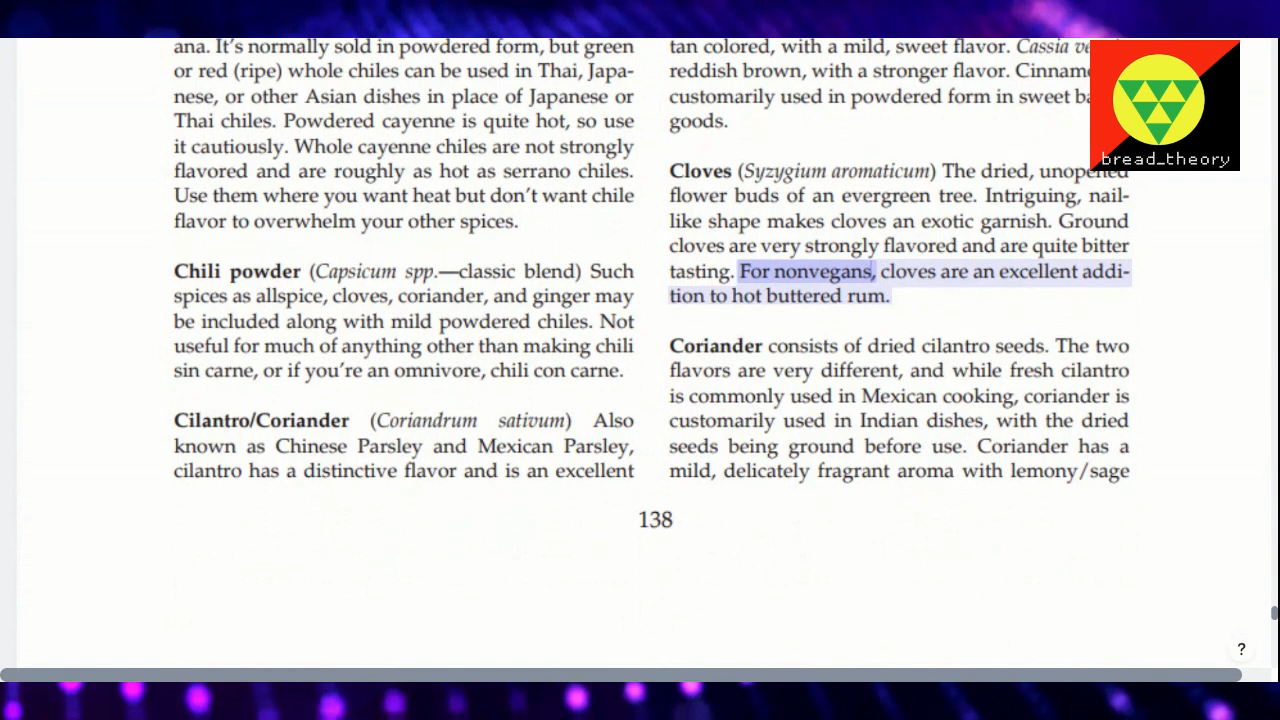 ana. It's normally sold in powdered form, but green
or red (ripe) whole chiles can be used in Thai, Japa-
nese, or other Asian dishes in place of Japanese or
Thai chiles. Powdered cayenne is quite hot, so use
it cautiously. Whole cayenne chiles are not strongly
flavored and are roughly as hot as serrano chiles.
Use them where you want heat but don't want chile
flavor to overwhelm your other spices.
Chili powder (Capsicum spp.—classic blend) Such
spices as allspice, cloves, coriander, and ginger may
be included along with mild powdered chiles. Not
useful for much of anything other than making chili
sin carne, or if you're an omnivore, chili con carne.
Cilantro/Coriander (Coriandrum sativum) Also
known as Chinese Parsley and Mexican Parsley,
cilantro has a distinctive flavor and is an excellent
tan colored, with a mild, sweet flavor. Cassia
reddish brown, with a stronger flavor.
customarily used in powdered form in sweet
goods.
Cloves (Syzygium aromaticum) The dried, unopened
flower buds of an evergreen tree. Intriguing, nail-
like shape makes cloves an exotic garnish. Ground
cloves are very strongly flavored and are quite bitter
tasting. For nonvegans, cloves are an excellent addi-
tion to hot buttered rum.
Coriander consists of dried cilantro seeds. The two
flavors are very different, and while fresh cilantro
is commonly used in Mexican cooking, coriander is
customarily used in Indian dishes, with the dried
seeds being ground before use. Coriander has a
mild, delicately fragrant aroma with lemony/sage
138
bread_theory
?